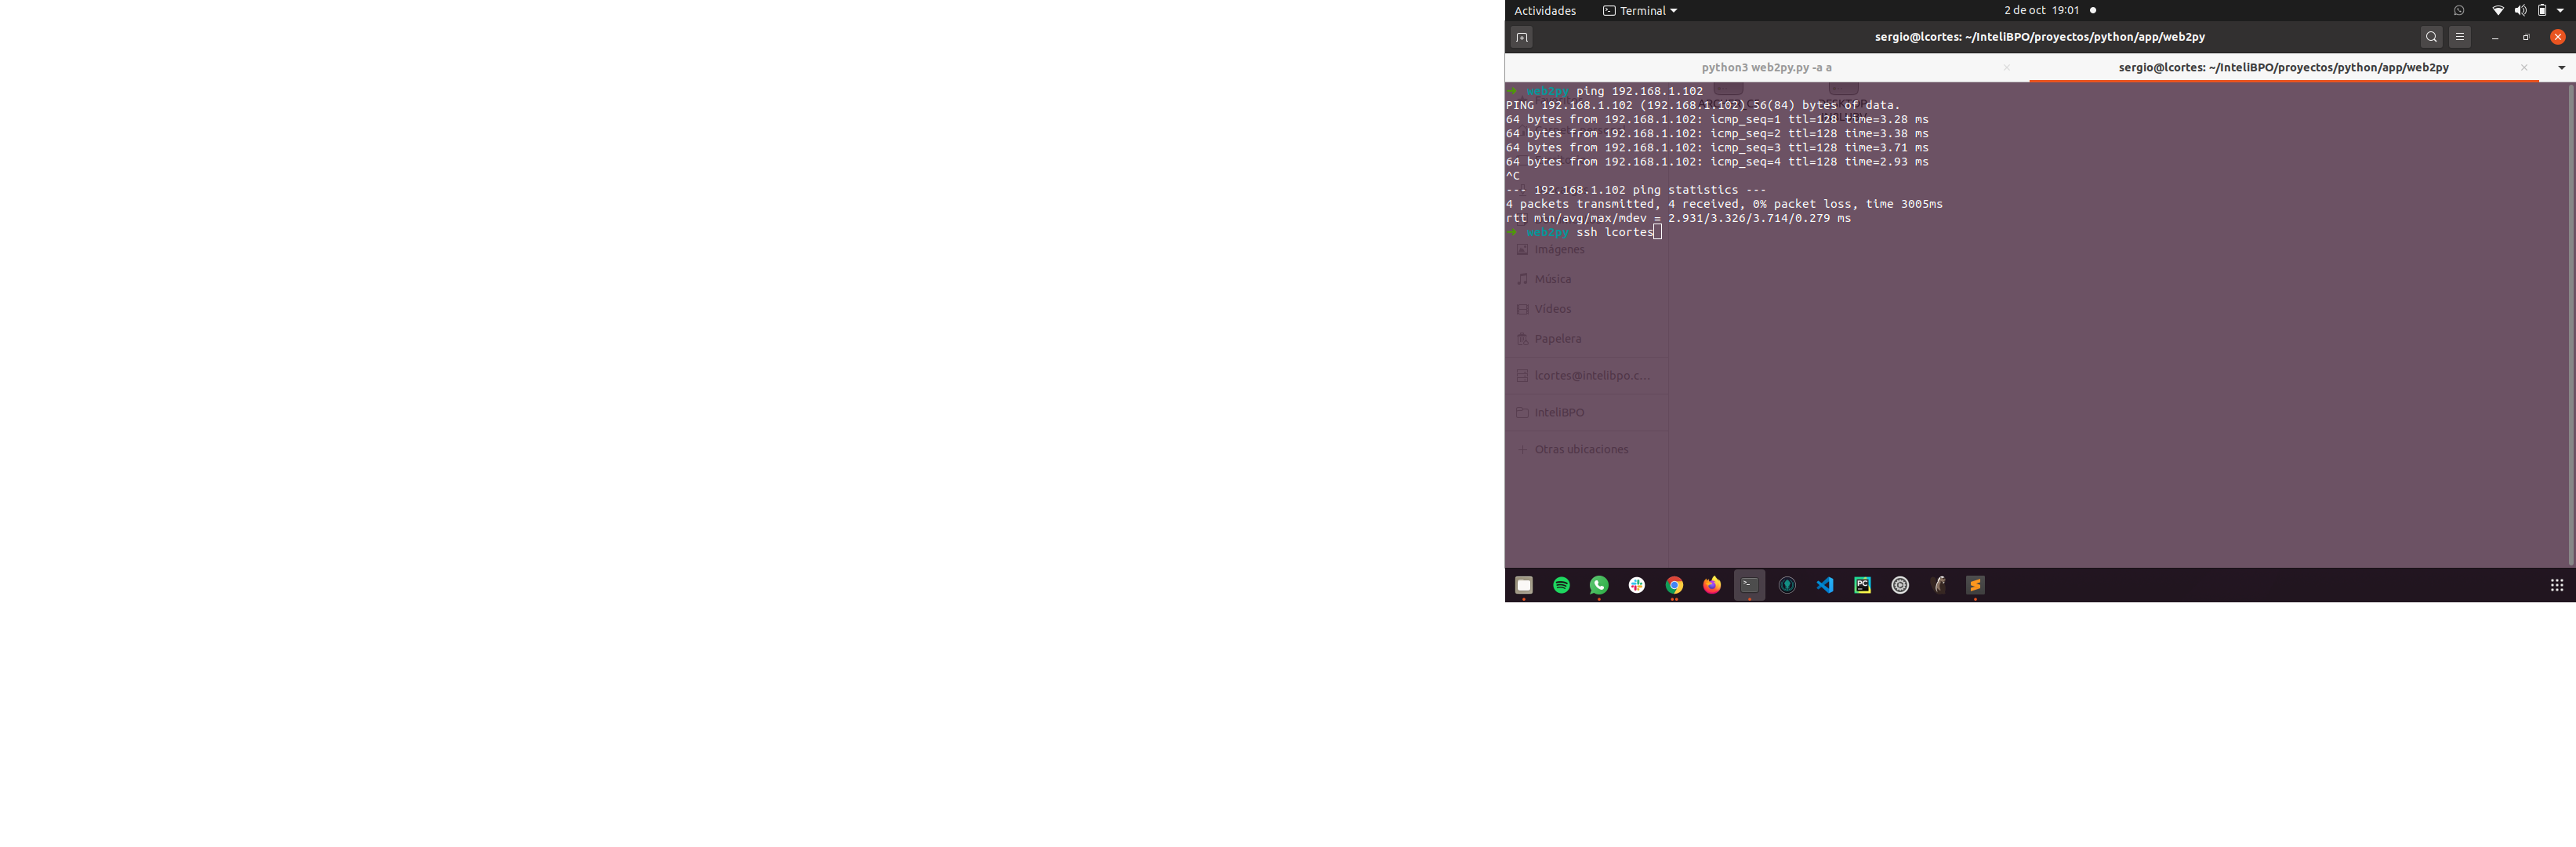 Actividades Terminal 2 de oct 19:01
sergio@lcortes: ~/InteliBPO/proyectos/python/app/web2py
python3 web2py.py -a a
sergio@lcortes: ~/InteliBPO/proyectos/python/app/web2py
➜ web2py ping 192.168.1.102
PING 192.168.1.102 (192.168.1.102) 56(84) bytes of data.
64 bytes from 192.168.1.102: icmp_seq=1 ttl=128 time=3.28 ms
64 bytes from 192.168.1.102: icmp_seq=2 ttl=128 time=3.38 ms
64 bytes from 192.168.1.102: icmp_seq=3 ttl=128 time=3.71 ms
64 bytes from 192.168.1.102: icmp_seq=4 ttl=128 time=2.93 ms
^C
--- 192.168.1.102 ping statistics ---
4 packets transmitted, 4 received, 0% packet loss, time 3005ms
rtt min/avg/max/mdev = 2.931/3.326/3.714/0.279 ms
➜ web2py ssh lcortes
Imágenes
Música
Vídeos
Papelera
lcortes@intelibpo.c…
InteliBPO
Otras ubicaciones
PC